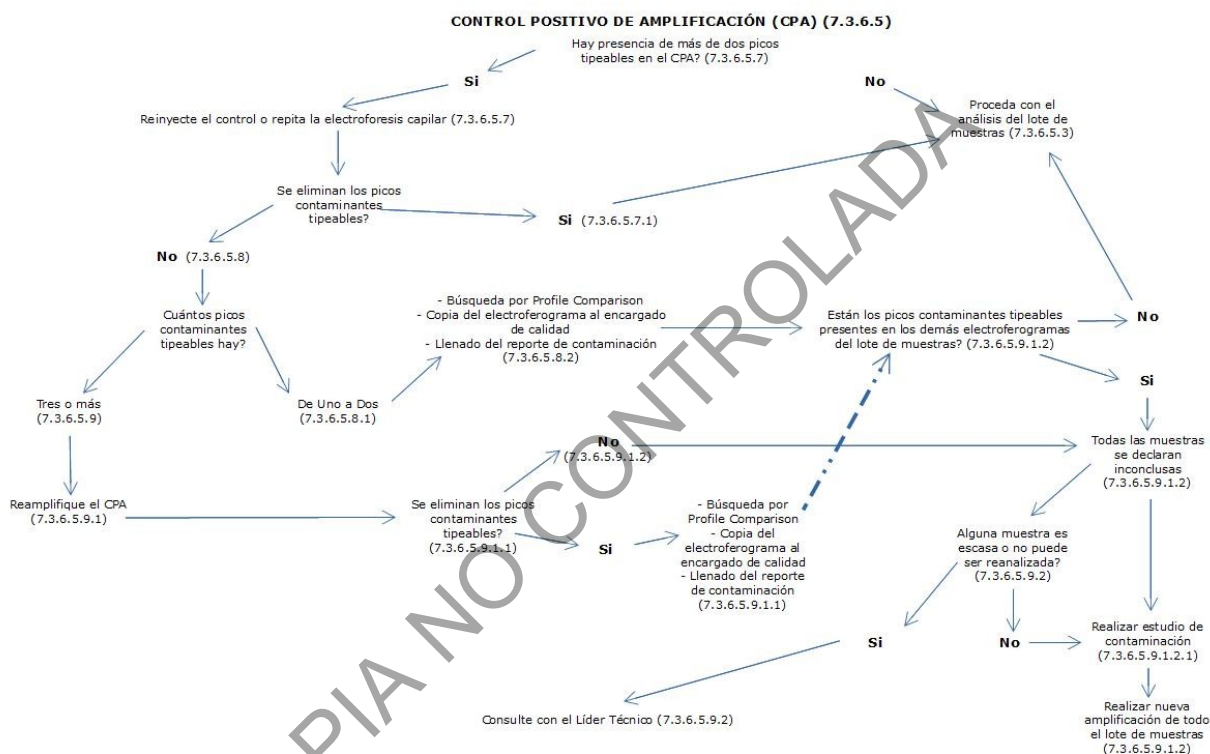 CONTROL POSITIVO DE AMPLIFICACIÓN (CPA) (7.3.6.5)
Hay presencia de más de dos picos
tipeables en el CPA? (7.3.6.5.7)
Si
No
Reinyecte el control o repita la electroforesis capilar (7.3.6.5.7)
Proceda con el
análisis del lote de
muestras (7.3.6.5.3)
Se eliminan los picos
contaminantes
tipeables?
Si (7.3.6.5.7.1)
No (7.3.6.5.8)
Cuántos picos
contaminantes
tipeables hay?
- Búsqueda por Profile Comparison
- Copia del electroferograma al encargado
de calidad
- Llenado del reporte de contaminación
(7.3.6.5.8.2)
Están los picos contaminantes tipeables
presentes en los demás electroferogramas
del lote de muestras? (7.3.6.5.9.1.2)
No
Si
Tres o más
(7.3.6.5.9)
De Uno a Dos
(7.3.6.5.8.1)
Todas las muestras
se declaran
inconclusas
(7.3.6.5.9.1.2)
No
(7.3.6.5.9.1.2)
Reamplifique el CPA
(7.3.6.5.9.1)
Se eliminan los picos
contaminantes
tipeables?
(7.3.6.5.9.1.1)
Si
- Búsqueda por
Profile Comparison
- Copia del
electroferograma al
encargado de calidad
- Llenado del reporte
de contaminación
(7.3.6.5.9.1.1)
Alguna muestra es
escasa o no puede
ser reanalizada?
(7.3.6.5.9.2)
Si
No
Realizar estudio de
contaminación
(7.3.6.5.9.1.2.1)
Consulte con el Líder Técnico (7.3.6.5.9.2)
Realizar nueva
amplificación de todo
el lote de muestras
(7.3.6.5.9.1.2)
PIA NO CONTROLADA